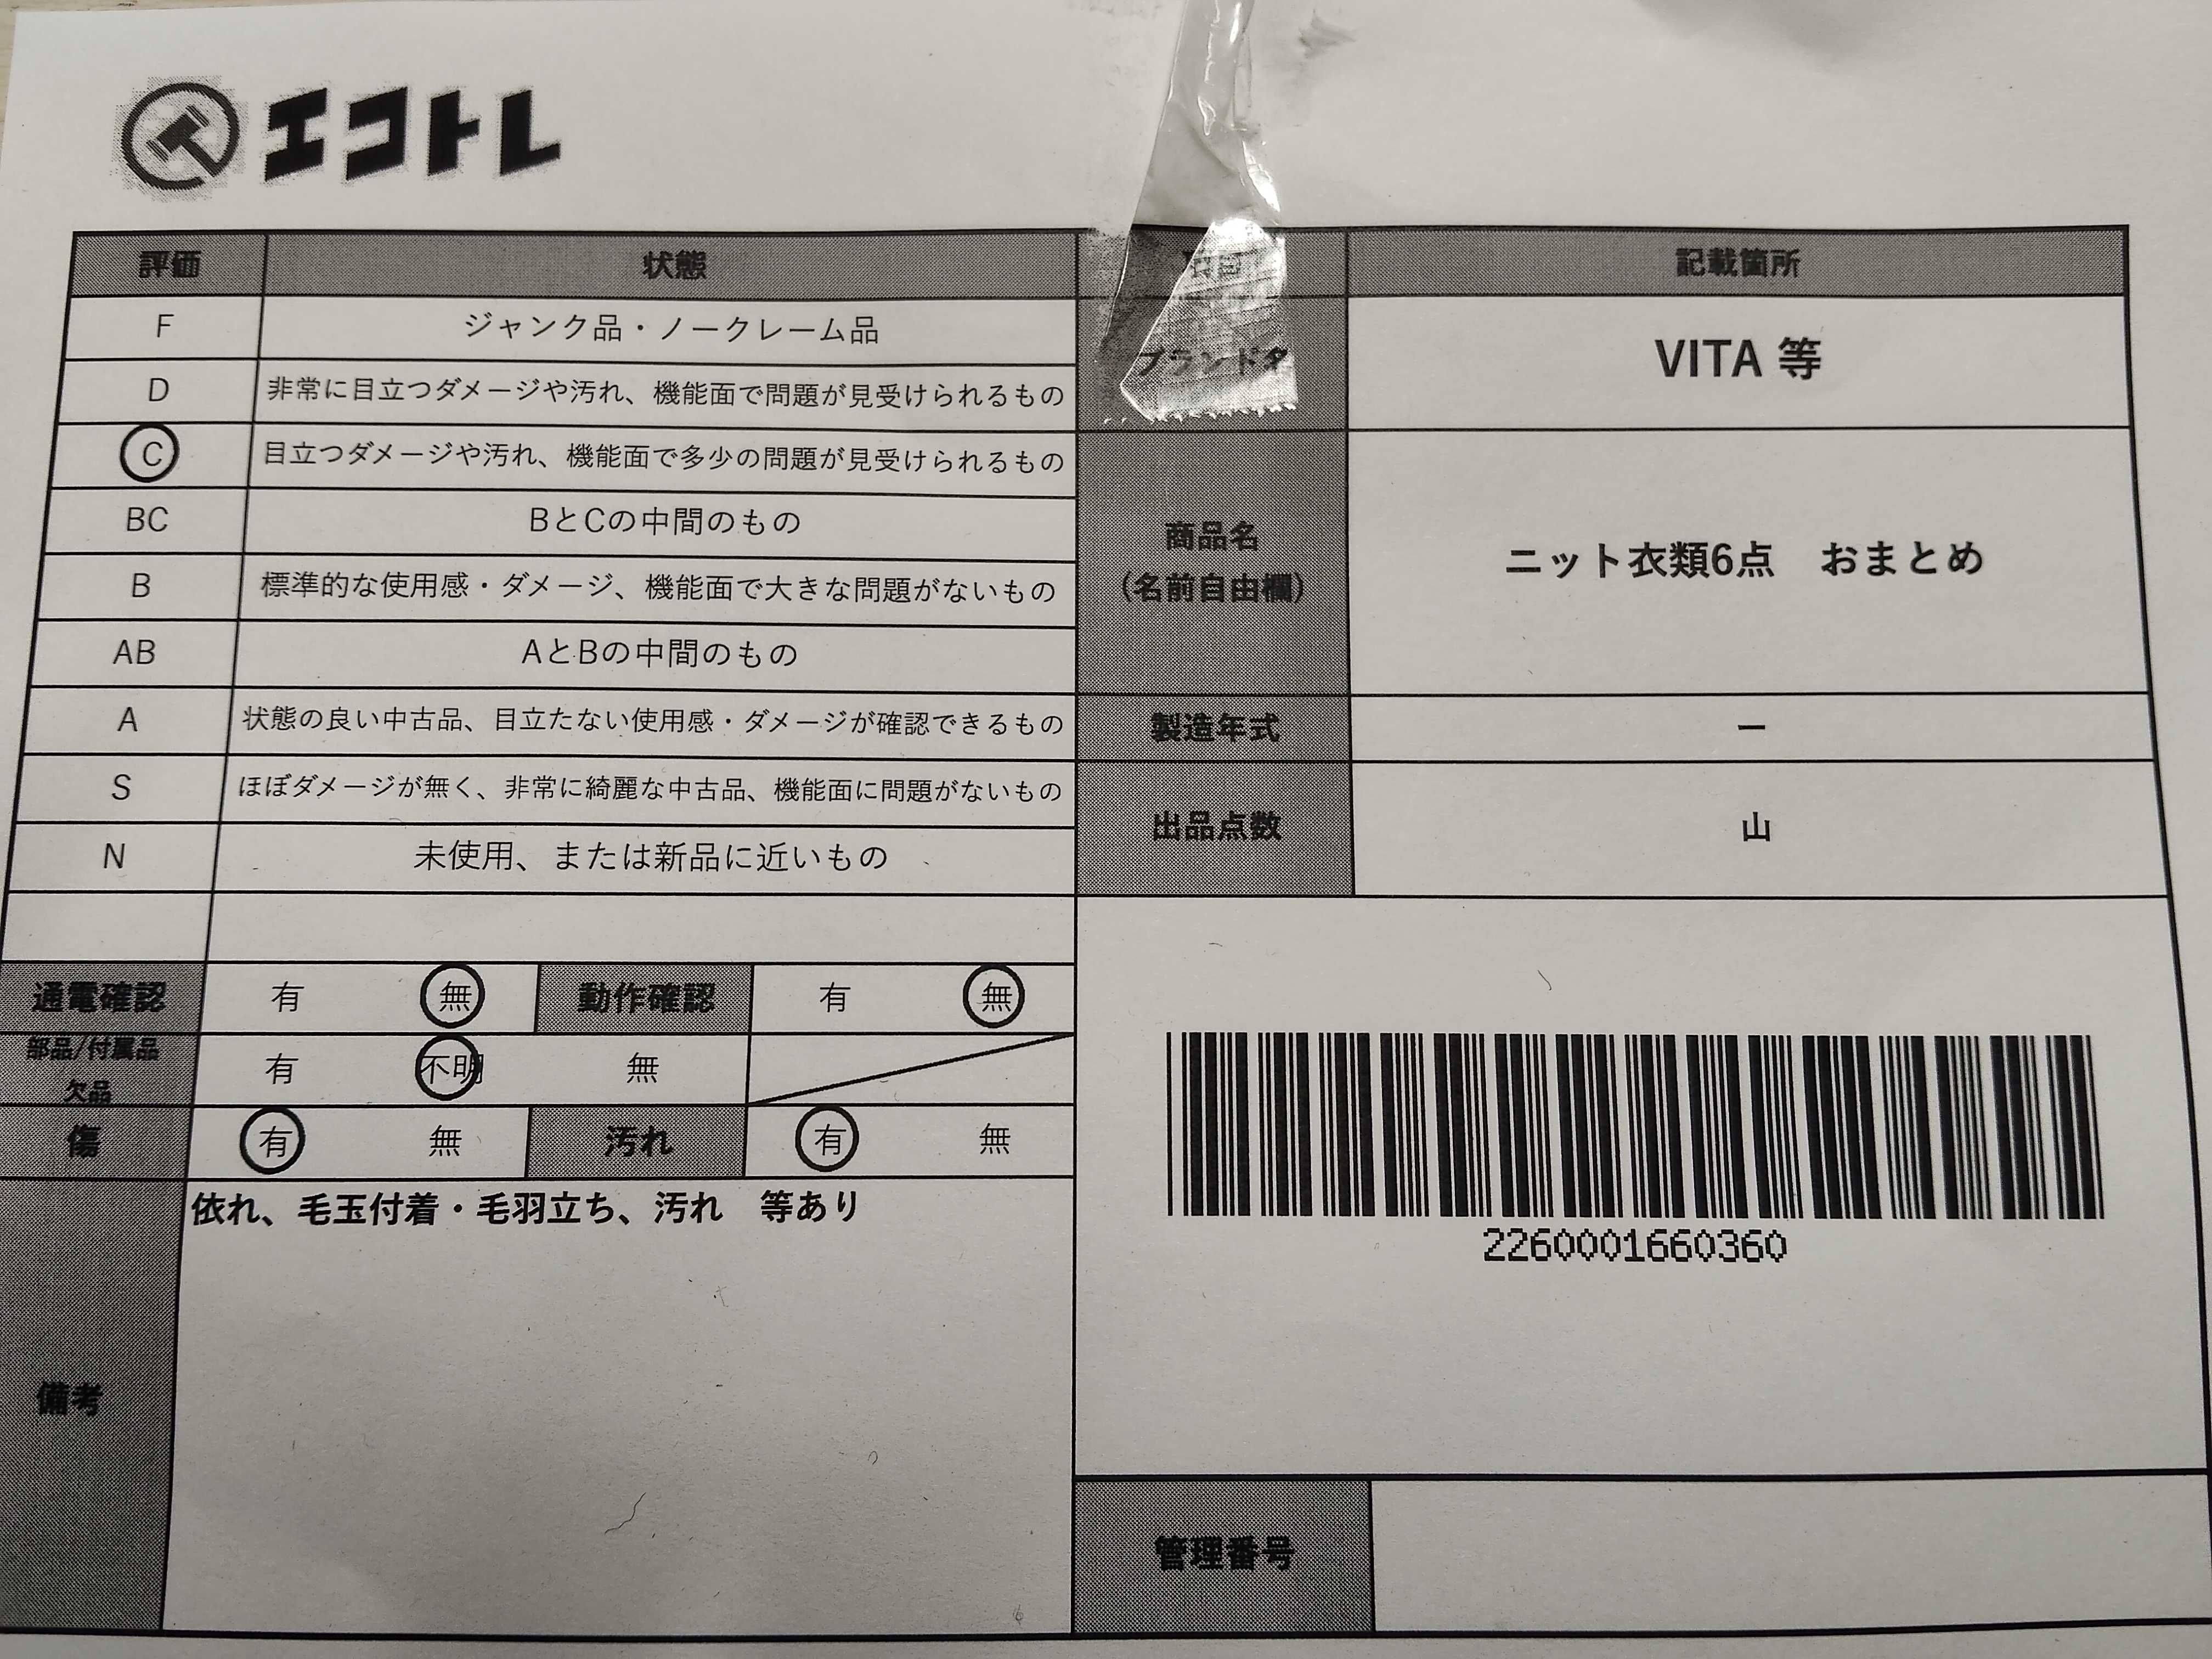 エコトレ
評価 状態
F ジャンク品・ノークレーム品
D 非常に目立つダメージや汚れ、機能面で問題が見受けられるもの
C 目立つダメージや汚れ、機能面で多少の問題が見受けられるもの
BC BとCの中間のもの
B 標準的な使用感・ダメージ、機能面で大きな問題がないもの
AB AとBの中間のもの
A 状態の良い中古品、目立たない使用感・ダメージが確認できるもの
S ほぼダメージが無く、非常に綺麗な中古品、機能面に問題がないもの
N 未使用、または新品に近いもの
通電確認 有 無 動作確認 有 無
部品/付属品
欠品 有 不明 無
傷 有 無 汚れ 有 無
備考 依れ、毛玉付着・毛羽立ち、汚れ 等あり
項目 記載箇所
ブランド名 VITA 等
商品名
(名前自由欄) ニット衣類6点 おまとめ
製造年式 ー
出品点数 山
2260001660360
管理番号